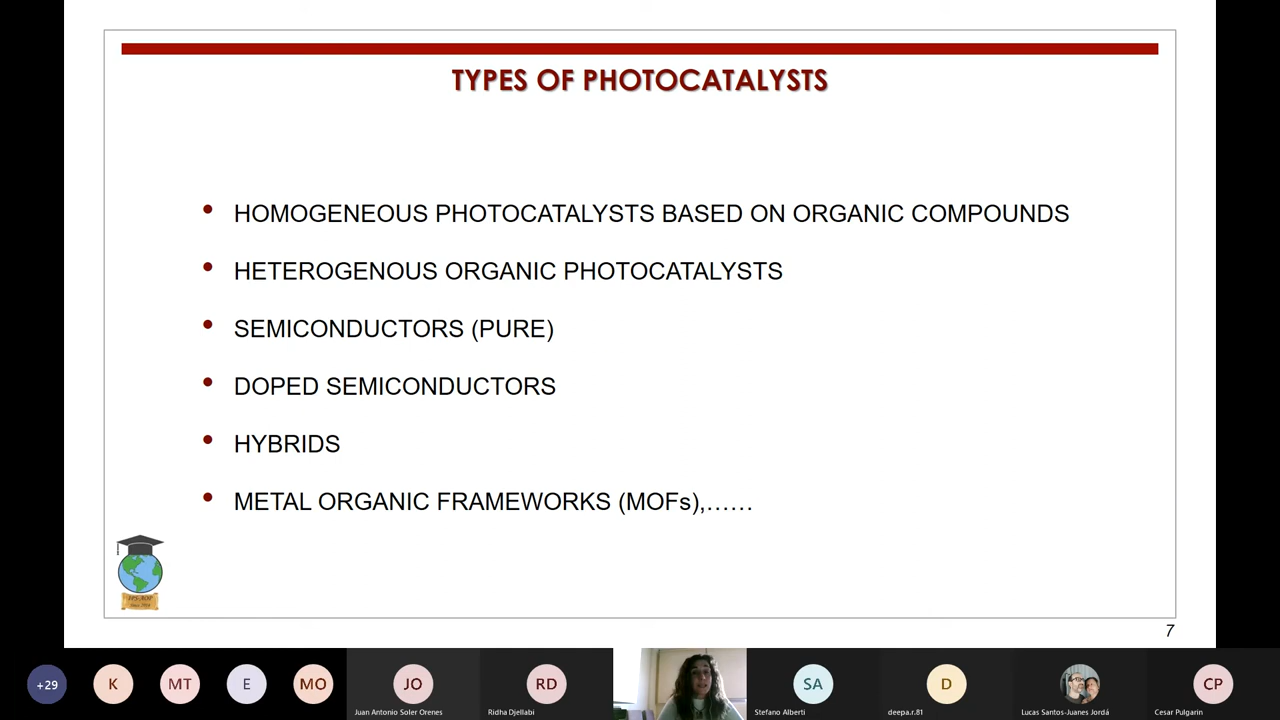 TYPES OF PHOTOCATALYSTS
• HOMOGENEOUS PHOTOCATALYSTS BASED ON ORGANIC COMPOUNDS
• HETEROGENOUS ORGANIC PHOTOCATALYSTS
• SEMICONDUCTORS (PURE)
• DOPED SEMICONDUCTORS
• HYBRIDS
• METAL ORGANIC FRAMEWORKS (MOFs),……
7
+29
K
MT
E
MO
JO
Juan Antonio Soler Orenes
RD
Ridha Djellabi
SA
Stefano Alberti
D
deepa.r.81
Lucas Santos-Juanes Jordá
CP
Cesar Pulgarin